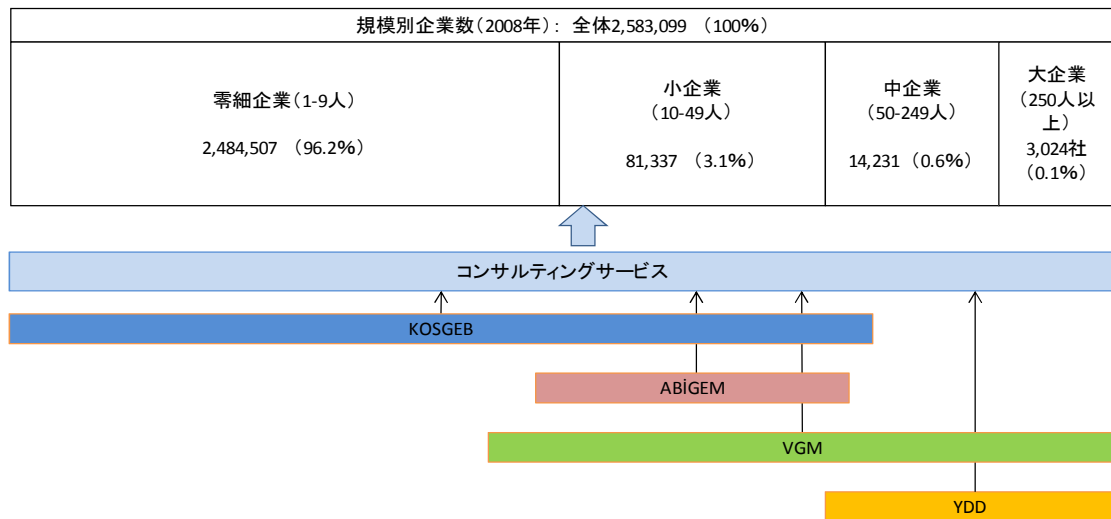 規模別企業数（2008年）： 全体2,583,099 （100%）
零細企業（1-9人）
2,484,507 （96.2%）
小企業
（10-49人）
81,337 （3.1%）
中企業
（50-249人）
14,231 （0.6%）
大企業
（250人以
上）
3,024社
（0.1%）
コンサルティングサービス
KOSGEB
ABİGEM
VGM
YDD